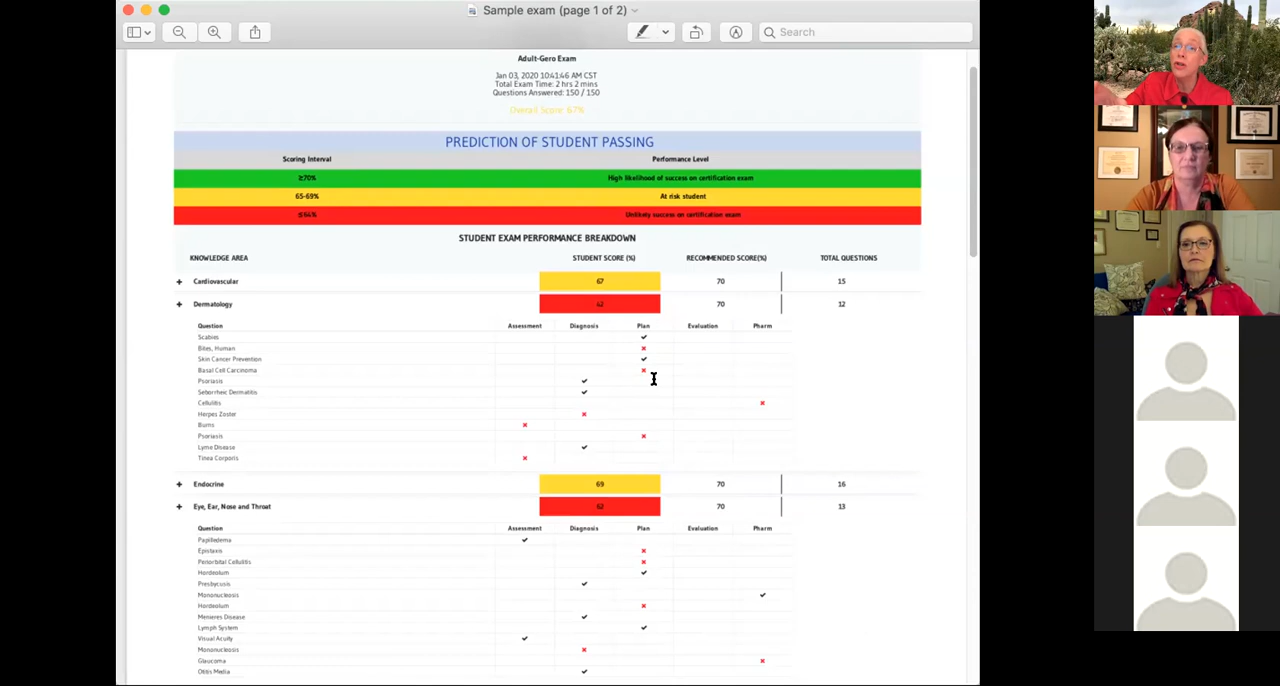 Sample exam (page 1 of 2)
Search
Adult-Gero Exam
Jan 03, 2020 10:41:46 AM CST
Total Exam Time: 2 hrs 2 mins
Questions Answered: 150 / 150
Overall Score: 67%
PREDICTION OF STUDENT PASSING
Scoring Interval Performance Level
≥70% High likelihood of success on certification exam
65-69% At risk student
≤64% Unlikely success on certification exam
STUDENT EXAM PERFORMANCE BREAKDOWN
KNOWLEDGE AREA STUDENT SCORE (%) RECOMMENDED SCORE(%) TOTAL QUESTIONS
+ Cardiovascular 67 70 15
+ Dermatology 42 70 12
Question Assessment Diagnosis Plan Evaluation Pharm
Scabies ✓
Bites, Human ×
Skin Cancer Prevention ✓
Basal Cell Carcinoma ×
Psoriasis ✓
Seborrheic Dermatitis ✓
Cellulitis ×
Herpes Zoster ×
Burns ×
Psoriasis ×
Lyme Disease ✓
Tinea Corporis ×
+ Endocrine 69 70 16
+ Eye, Ear, Nose and Throat 62 70 13
Question Assessment Diagnosis Plan Evaluation Pharm
Papilledema ✓
Epistaxis ×
Periorbital Cellulitis ×
Hordeolum ✓
Presbycusis ✓
Mononucleosis ✓
Hordeolum ×
Menieres Disease ✓
Lymph System ✓
Visual Acuity ✓
Mononucleosis ×
Glaucoma ×
Otitis Media ✓